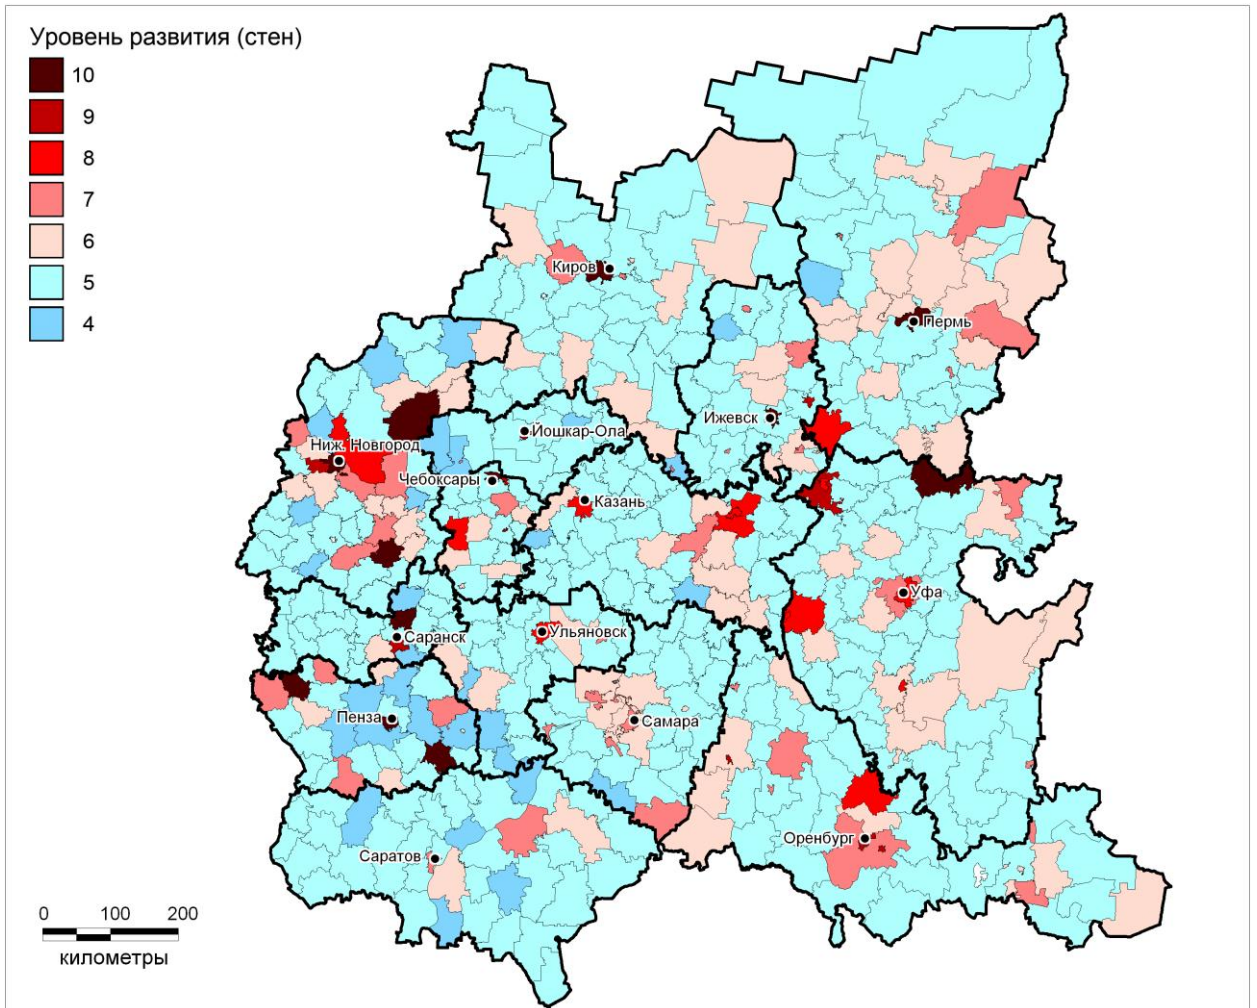 Уровень развития (стен)
10
9
8
7
6
5
4
Киров
Пермь
Ижевск
Йошкар-Ола
Ниж. Новгород
Чебоксары
Казань
Уфа
Ульяновск
Саранск
Пенза
Самара
Оренбург
Саратов
0 100 200
километры